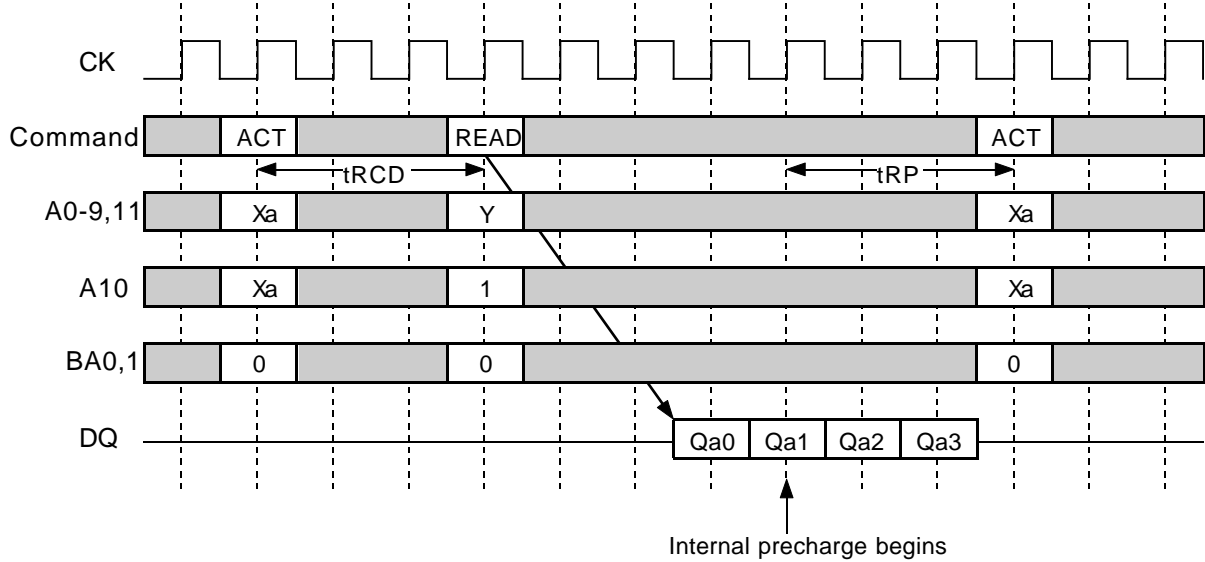 CK
Command ACT READ ACT
tRCD tRP
A0-9,11 Xa Y Xa
A10 Xa 1 Xa
BA0,1 0 0 0
DQ Qa0 Qa1 Qa2 Qa3
Internal precharge begins